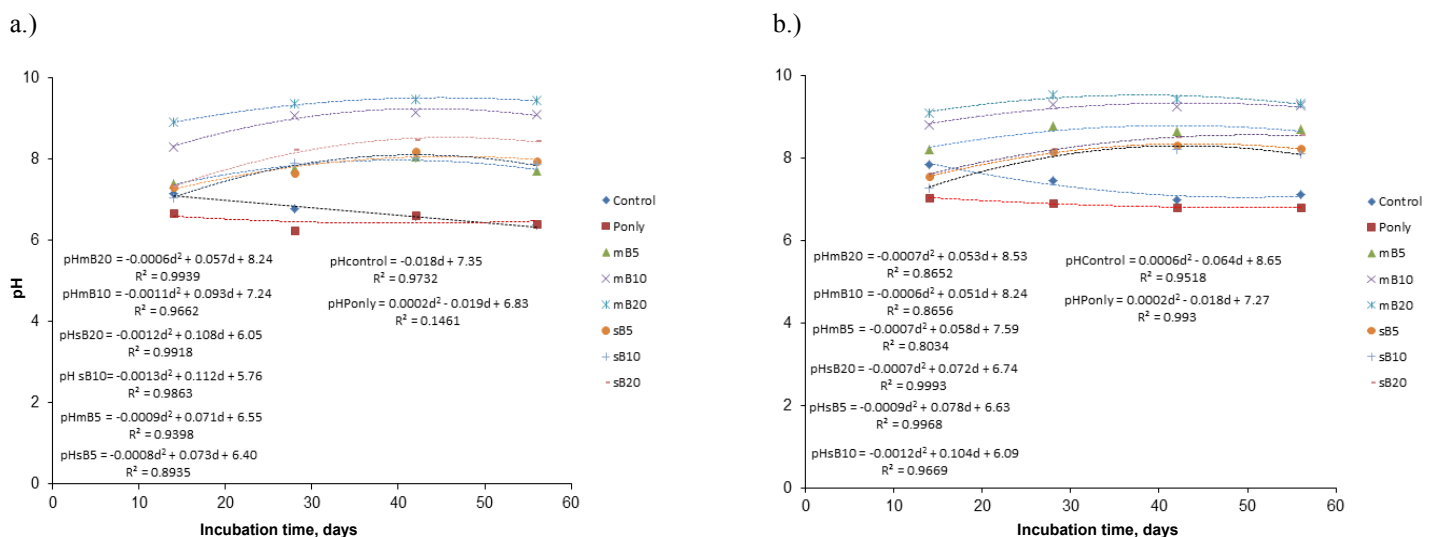 a.)
10
8
6
4
2
0
pH
0 10 20 30 40 50 60
Incubation time, days
pHmB20 = -0.0006d² + 0.057d + 8.24
R² = 0.9939
pHmB10 = -0.0011d² + 0.093d + 7.24
R² = 0.9662
pHsB20 = -0.0012d² + 0.108d + 6.05
R² = 0.9918
pH sB10= -0.0013d² + 0.112d + 5.76
R² = 0.9863
pHmB5 = -0.0009d² + 0.071d + 6.55
R² = 0.9398
pHsB5 = -0.0008d² + 0.073d + 6.40
R² = 0.8935
pHcontrol = -0.018d + 7.35
R² = 0.9732
pHPonly = 0.0002d² - 0.019d + 6.83
R² = 0.1461
Control
Ponly
mB5
mB10
mB20
sB5
sB10
sB20
b.)
10
8
6
4
2
0
0 10 20 30 40 50 60
Incubation time, days
pHmB20 = -0.0007d² + 0.053d + 8.53
R² = 0.8652
pHmB10 = -0.0006d² + 0.051d + 8.24
R² = 0.8656
pHmB5 = -0.0007d² + 0.058d + 7.59
R² = 0.8034
pHsB20 = -0.0007d² + 0.072d + 6.74
R² = 0.9993
pHsB5 = -0.0009d² + 0.078d + 6.63
R² = 0.9968
pHsB10 = -0.0012d² + 0.104d + 6.09
R² = 0.9669
pHControl = 0.0006d² - 0.064d + 8.65
R² = 0.9518
pHPonly = 0.0002d² - 0.018d + 7.27
R² = 0.993
Control
Ponly
mB5
mB10
mB20
sB5
sB10
sB20